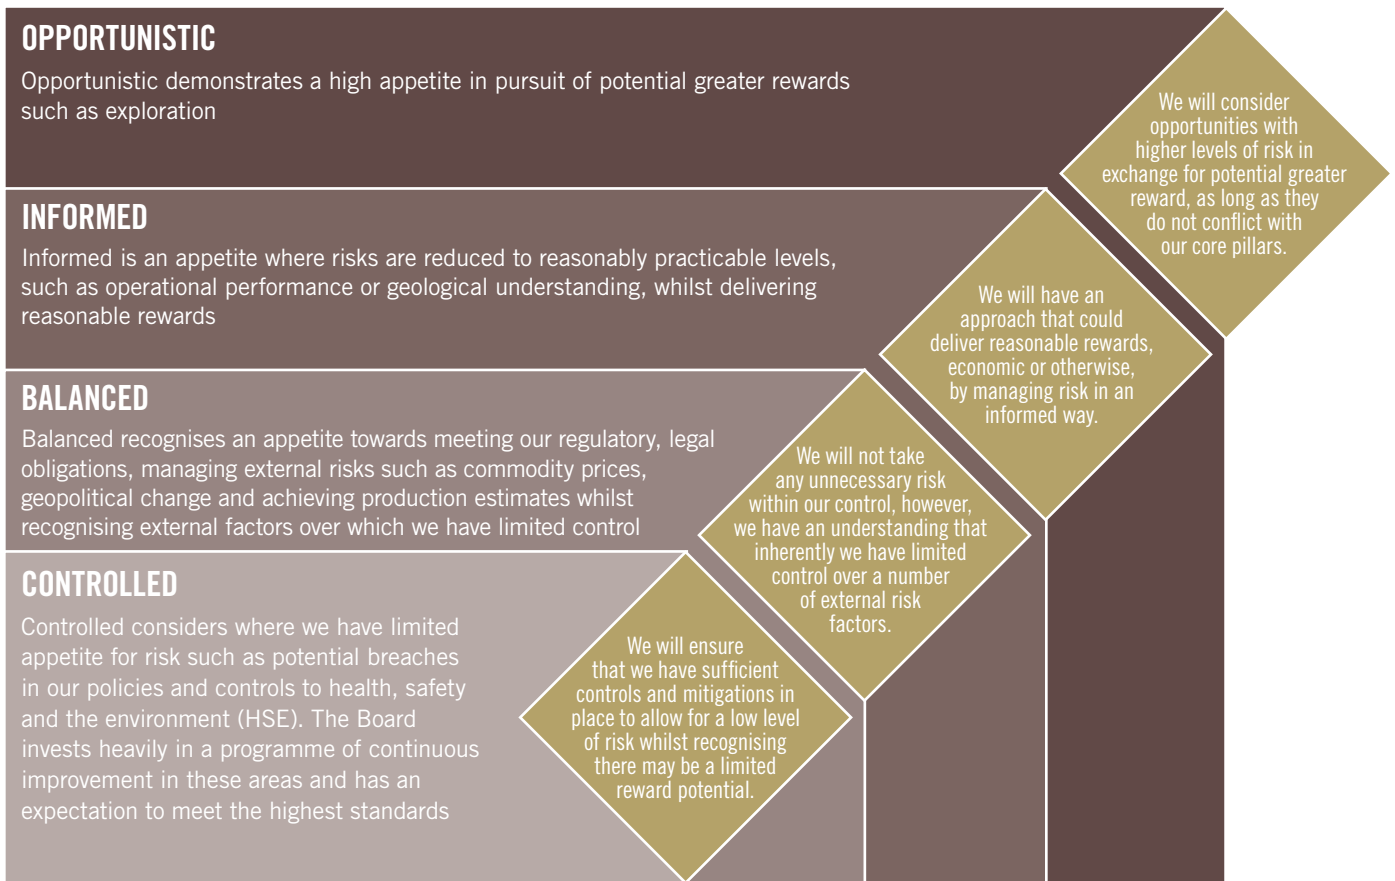 OPPORTUNISTIC
Opportunistic demonstrates a high appetite in pursuit of potential greater rewards
such as exploration
We will consider
opportunities with
higher levels of risk in
exchange for potential greater
reward, as long as they
do not conflict with
our core pillars.
INFORMED
Informed is an appetite where risks are reduced to reasonably practicable levels,
such as operational performance or geological understanding, whilst delivering
reasonable rewards
We will have an
approach that could
deliver reasonable rewards,
economic or otherwise,
by managing risk in an
informed way.
BALANCED
Balanced recognises an appetite towards meeting our regulatory, legal
obligations, managing external risks such as commodity prices,
geopolitical change and achieving production estimates whilst
recognising external factors over which we have limited control
We will not take
any unnecessary risk
within our control, however,
we have an understanding that
inherently we have limited
control over a number
of external risk
factors.
CONTROLLED
Controlled considers where we have limited
appetite for risk such as potential breaches
in our policies and controls to health, safety
and the environment (HSE). The Board
invests heavily in a programme of continuous
improvement in these areas and has an
expectation to meet the highest standards
We will ensure
that we have sufficient
controls and mitigations in
place to allow for a low level
of risk whilst recognising
there may be a limited
reward potential.